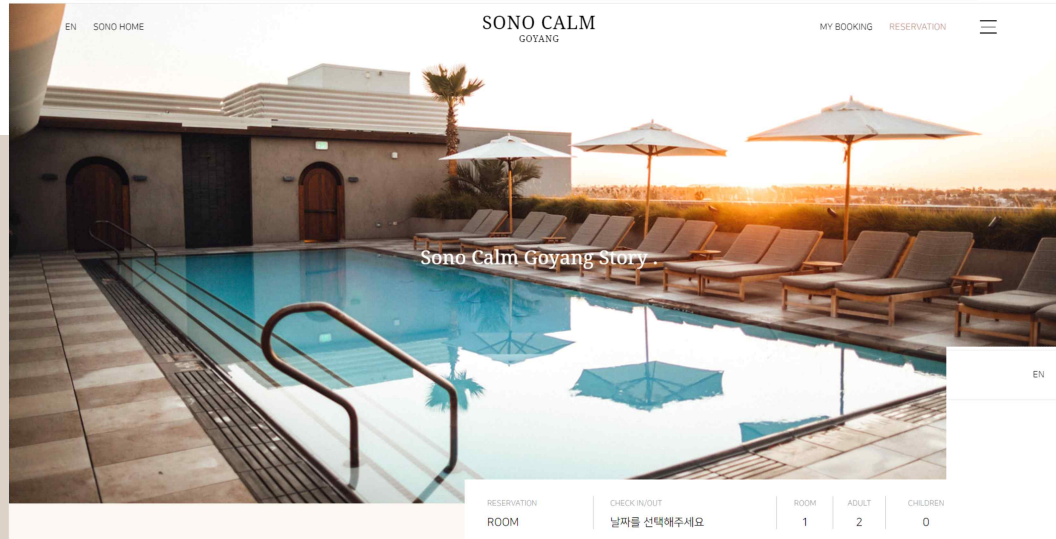 EN SONO HOME
SONO CALM
GOYANG
MY BOOKING RESERVATION
Sono Calm Goyang Story .
EN
RESERVATION CHECK IN/OUT ROOM ADULT CHILDREN
ROOM 날짜를 선택해주세요 1 2 0